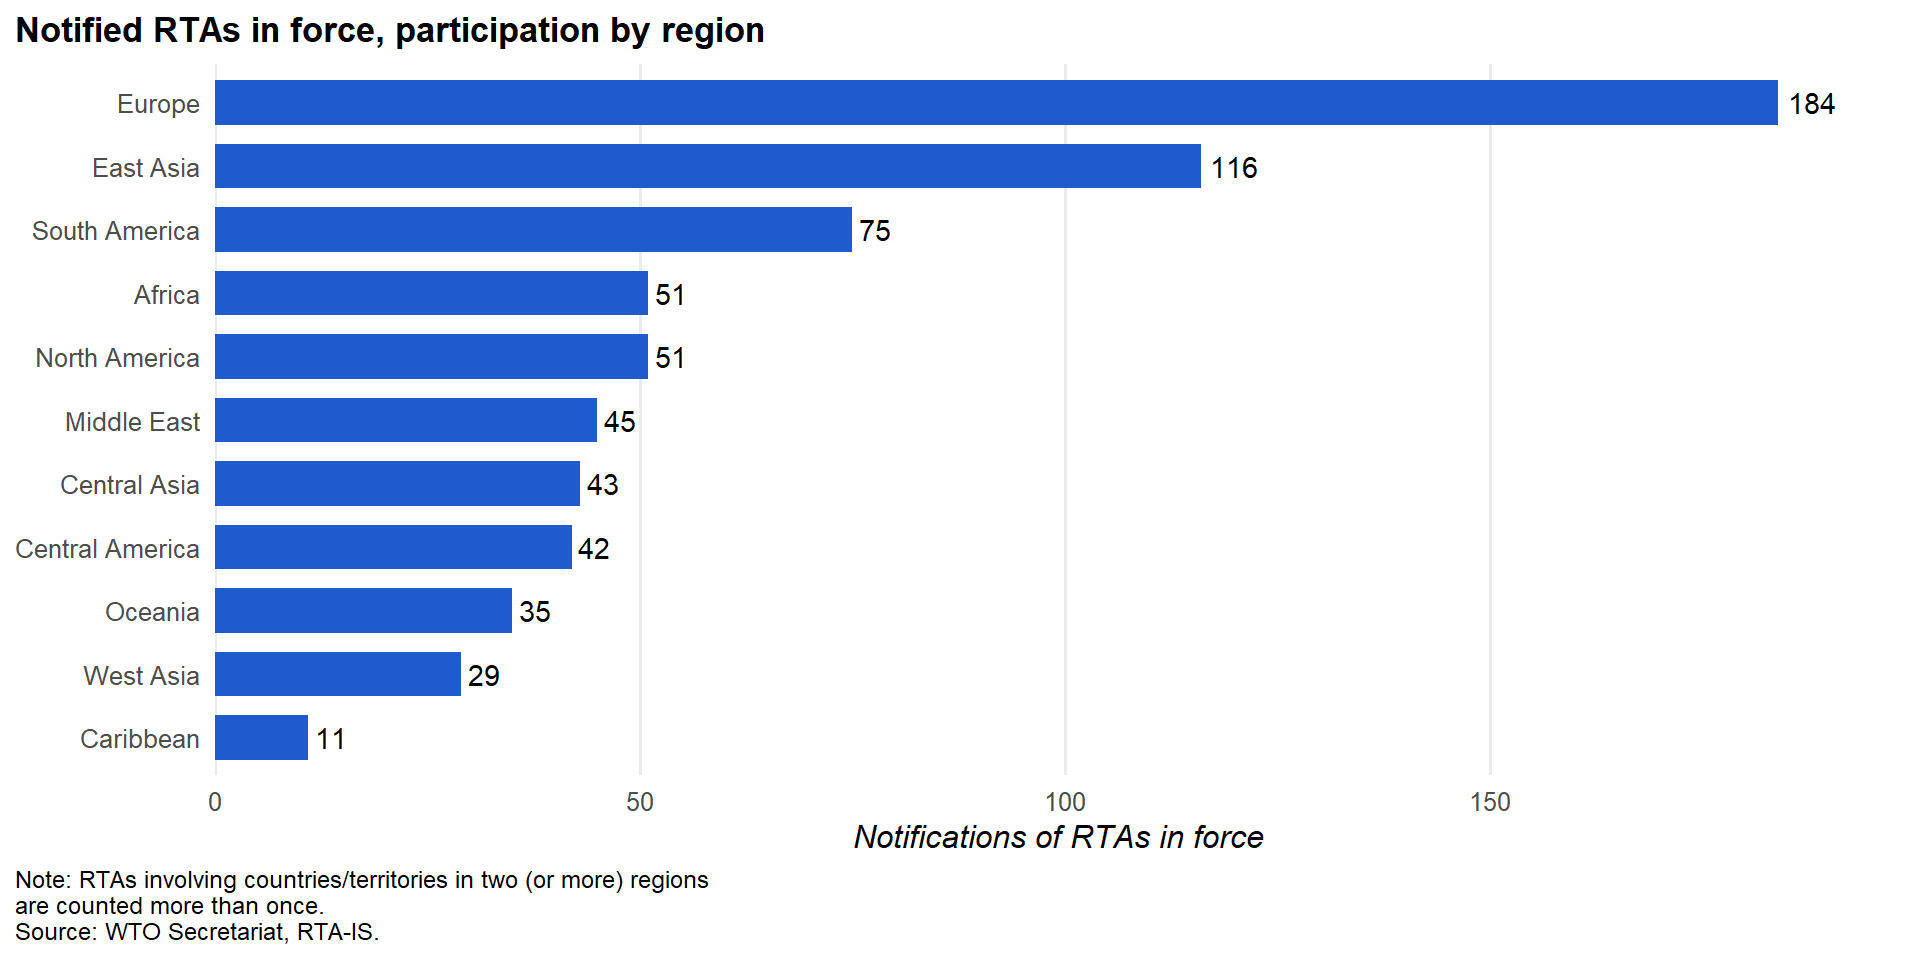 Notified RTAs in force, participation by region
Europe 184
East Asia 116
South America 75
Africa 51
North America 51
Middle East 45
Central Asia 43
Central America 42
Oceania 35
West Asia 29
Caribbean 11
0 50 100 150
Notifications of RTAs in force
Note: RTAs involving countries/territories in two (or more) regions
are counted more than once.
Source: WTO Secretariat, RTA-IS.